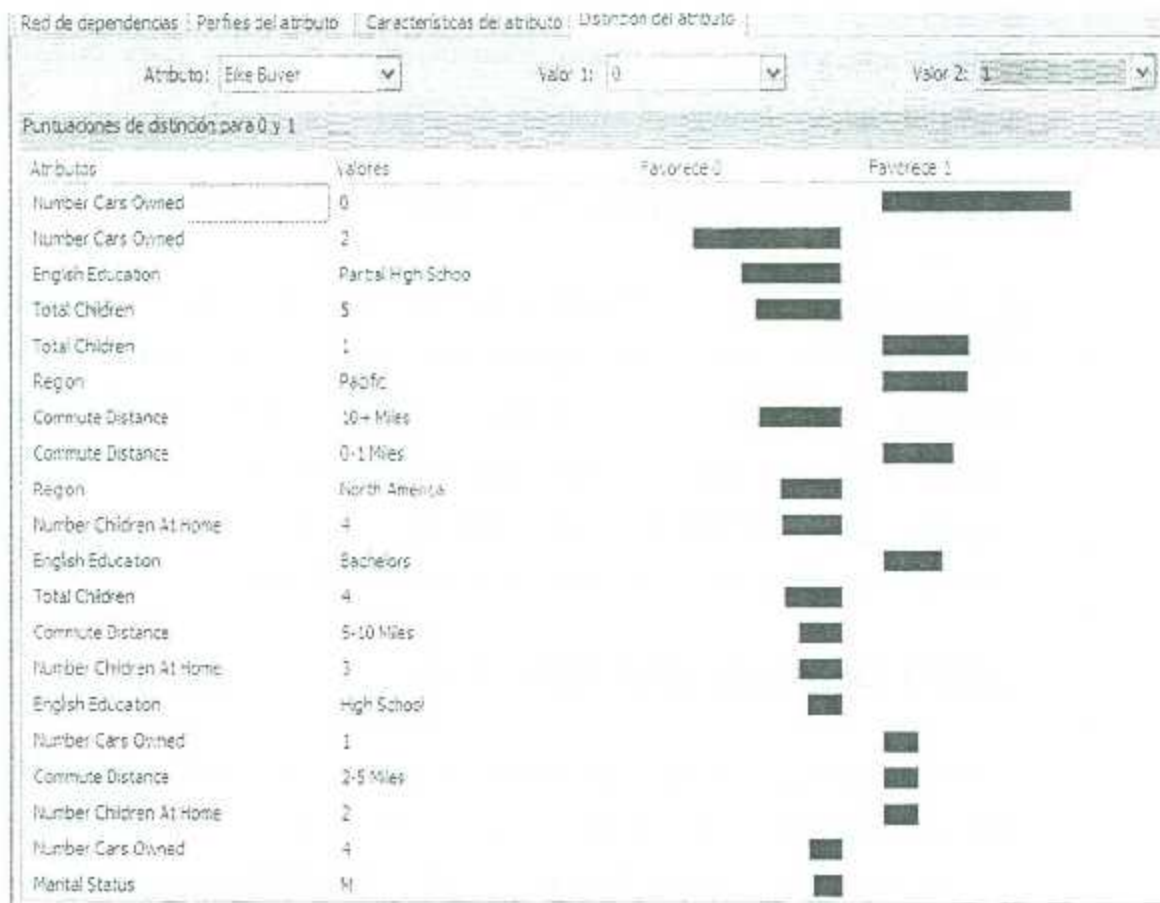 Red de dependencias Perfiles del atributo Características del atributo Distinción del atributo
Atributo: Bike Buyer Valor 1: 0 Valor 2: 1
Puntuaciones de distinción para 0 y 1
Atributos Valores Favorece 0 Favorece 1
Number Cars Owned 0
Number Cars Owned 2
English Education Partial High Schoo
Total Children 5
Total Children 1
Region Pacific
Commute Distance 10+ Miles
Commute Distance 0-1 Miles
Region North America
Number Children At Home 4
English Education Bachelors
Total Children 4
Commute Distance 5-10 Miles
Number Children At Home 3
English Education High School
Number Cars Owned 1
Commute Distance 2-5 Miles
Number Children At Home 2
Number Cars Owned 4
Marital Status M